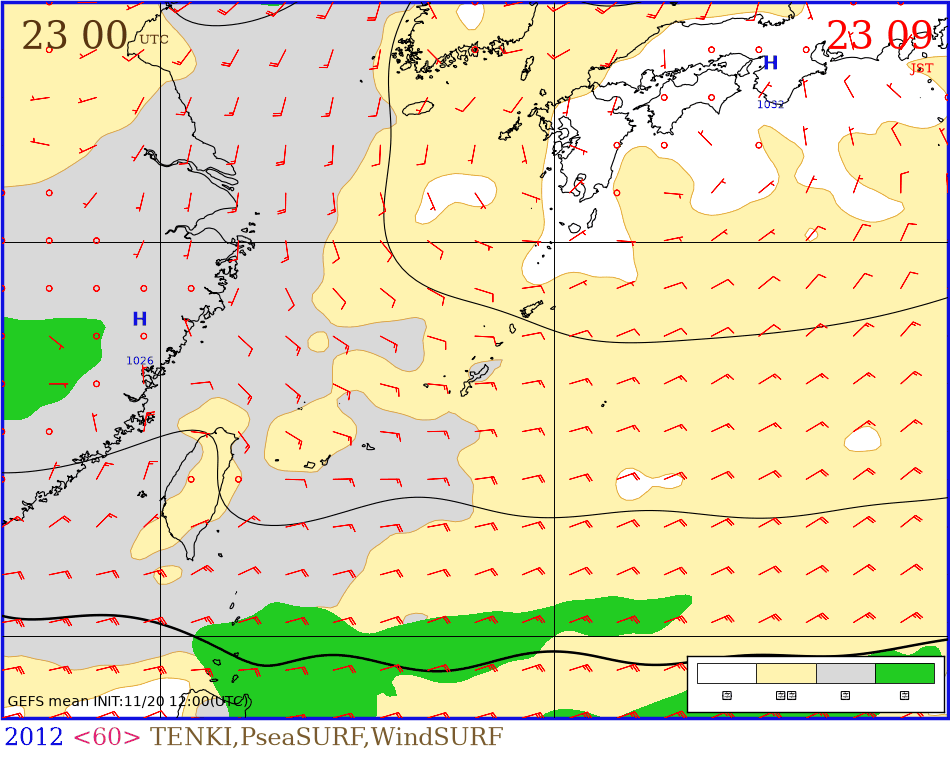 23 00 UTC
23 09
JST
H
1032
H
1026
GEFS mean INIT:11/20 12:00(UTC)
2012 <60> TENKI,PseaSURF,WindSURF